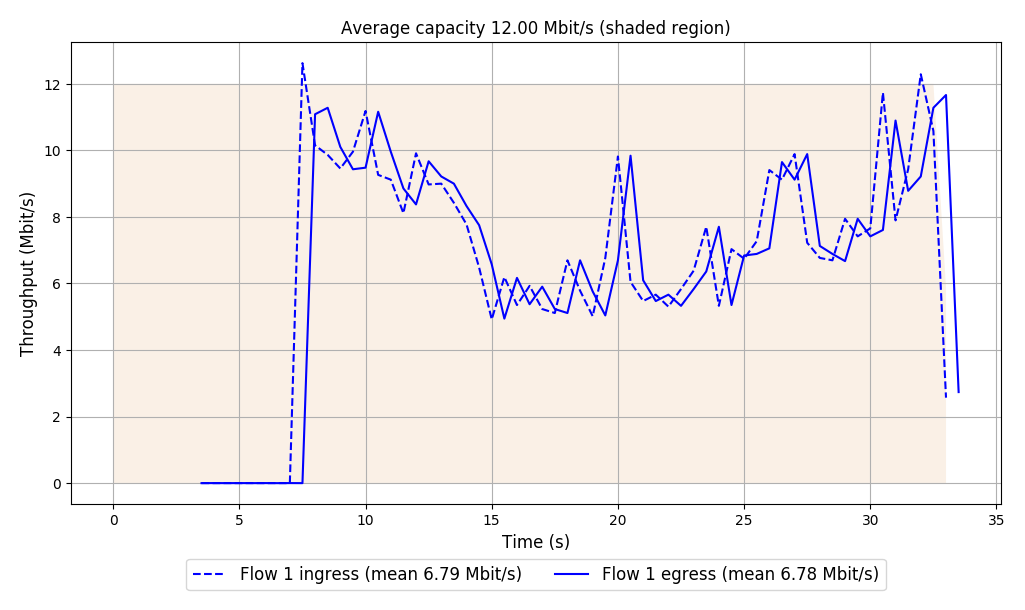 Average capacity 12.00 Mbit/s (shaded region)
Throughput (Mbit/s)
12
10
8
6
4
2
0
0 5 10 15 20 25 30 35
Time (s)
Flow 1 ingress (mean 6.79 Mbit/s) Flow 1 egress (mean 6.78 Mbit/s)